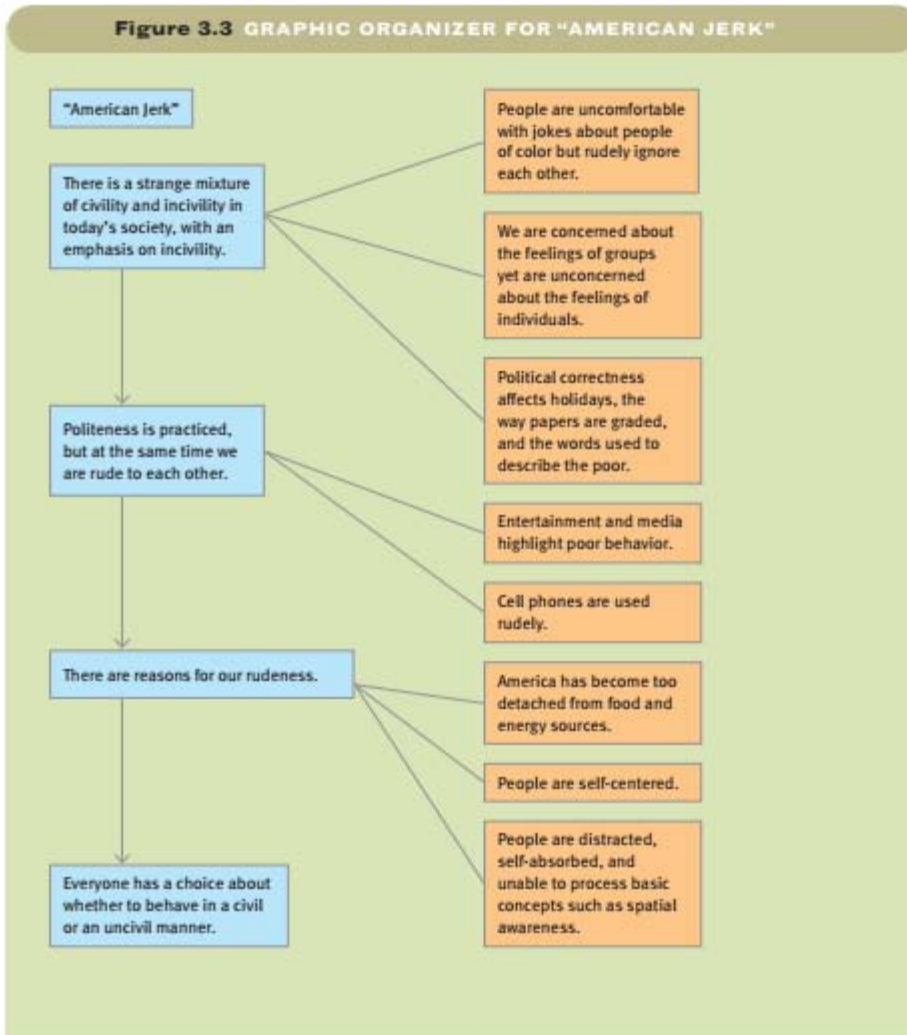 Figure 3.3 GRAPHIC ORGANIZER FOR "AMERICAN JERK"
"American Jerk"
There is a strange mixture
of civility and incivility in
today's society, with an
emphasis on incivility.
People are uncomfortable
with jokes about people
of color but rudely ignore
each other.
We are concerned about
the feelings of groups
yet are unconcerned
about the feelings of
individuals.
Political correctness
affects holidays, the
way papers are graded,
and the words used to
describe the poor.
Politeness is practiced,
but at the same time we
are rude to each other.
Entertainment and media
highlight poor behavior.
Cell phones are used
rudely.
There are reasons for our rudeness.
America has become too
detached from food and
energy sources.
People are self-centered.
People are distracted,
self-absorbed, and
unable to process basic
concepts such as spatial
awareness.
Everyone has a choice about
whether to behave in a civil
or an uncivil manner.